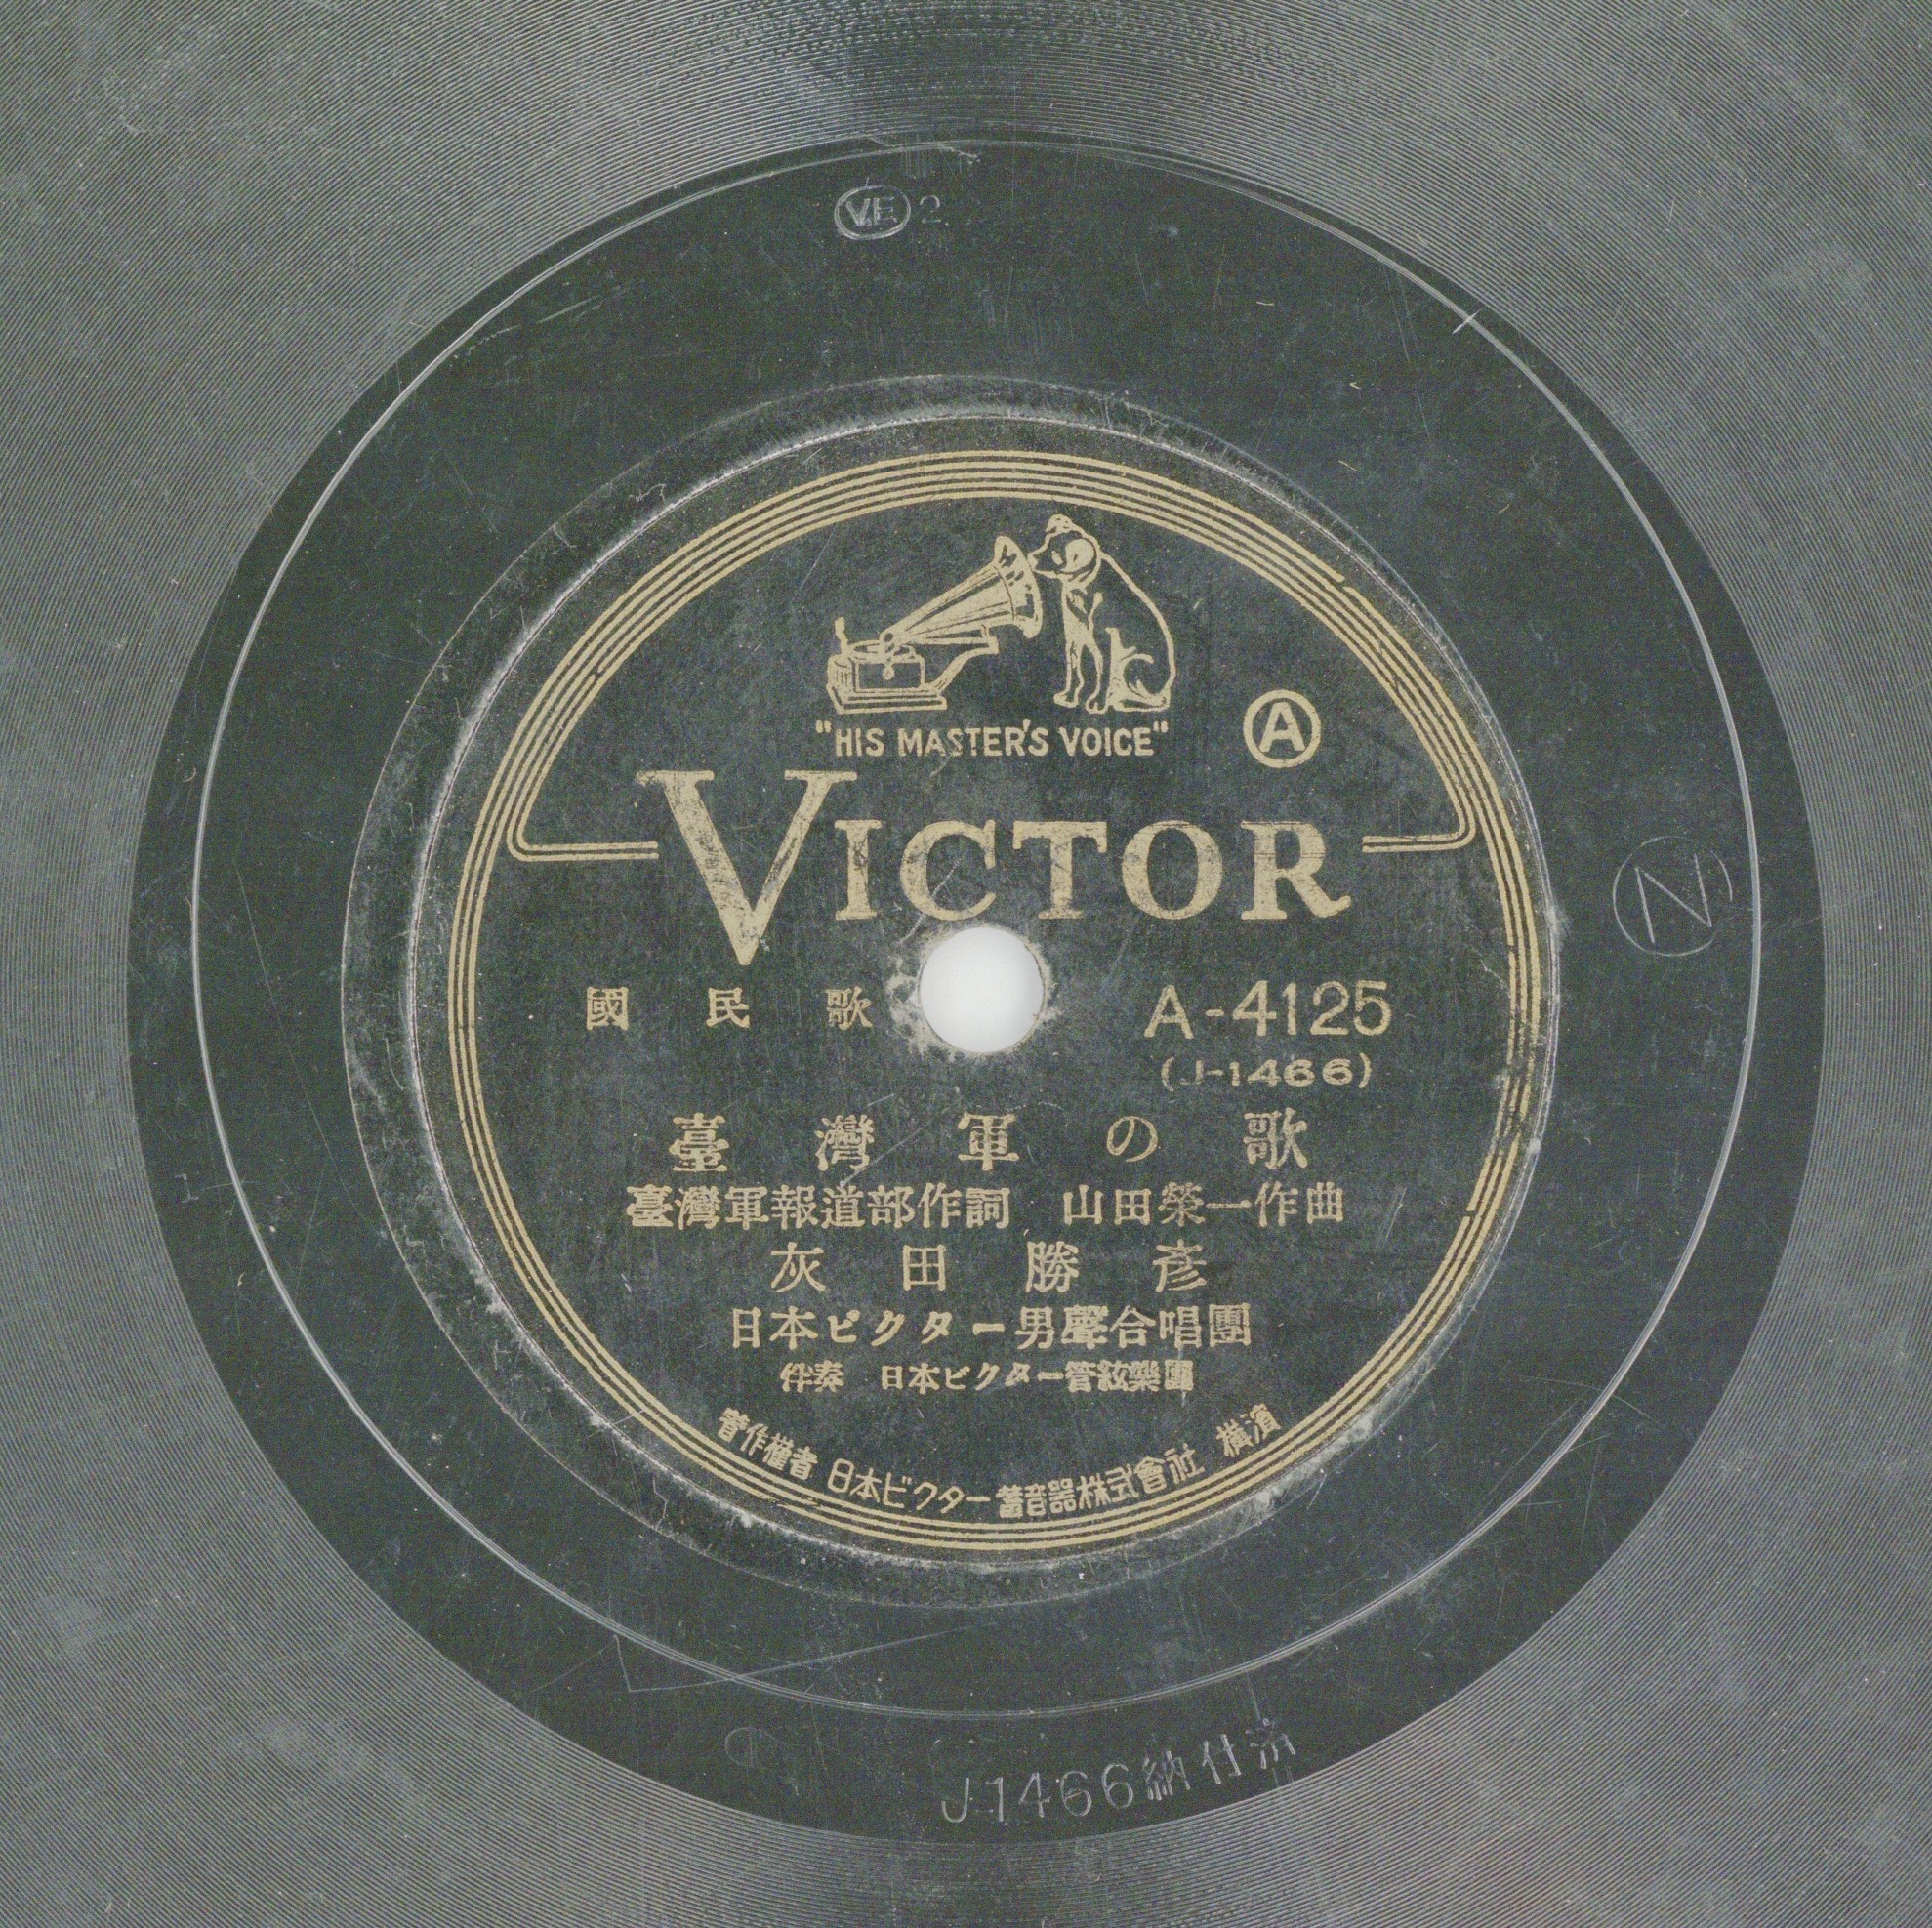 VE 2
"HIS MASTER'S VOICE"
A
VICTOR
N
國民歌
A-4125
(J-1466)
臺灣軍の歌
臺灣軍報道部作詞 山田榮一作曲
灰田勝彥
日本ビクター男聲合唱團
伴奏 日本ビクター管絃樂團
著作權者 日本ビクター蓄音器株式會社 橫濱
J1466納付済